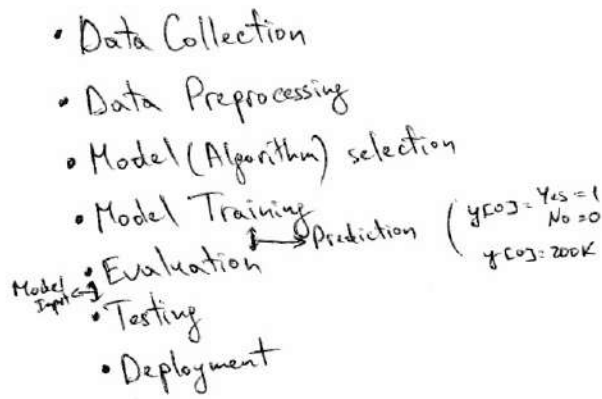 • Data Collection
• Data Preprocessing
• Model (Algorithm) selection
• Model Training
→ Prediction ( y[0] = Yes = 1
No = 0
y[0] = 200K
• Evaluation
Model
Input
• Testing
• Deployment